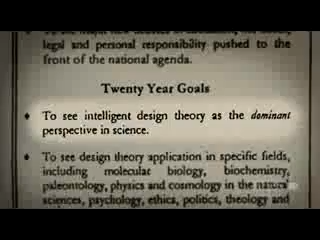 legal and personal responsibility pushed to the
front of the national agenda.
Twenty Year Goals
♦ To see intelligent design theory as the dominant
perspective in science.
♦ To see design theory application in specific fields,
including molecular biology, biochemistry,
paleontology, physics and cosmology in the natural
sciences, psychology, ethics, politics, theology and